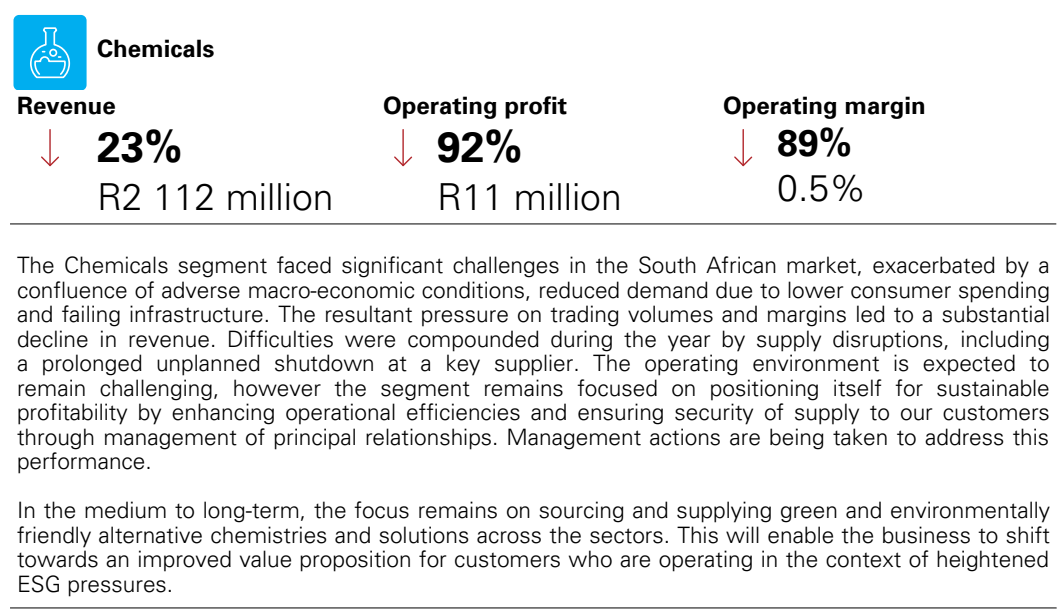 Chemicals
Revenue
Operating profit
Operating margin
23%
92%
89%
R2 112 million
R11 million
0.5%
The Chemicals segment faced significant challenges in the South African market, exacerbated by a
confluence of adverse macro-economic conditions, reduced demand due to lower consumer spending
and failing infrastructure. The resultant pressure on trading volumes and margins led to a substantial
decline in revenue. Difficulties were compounded during the year by supply disruptions, including
a prolonged unplanned shutdown at a key supplier. The operating environment is expected to
remain challenging, however the segment remains focused on positioning itself for sustainable
profitability by enhancing operational efficiencies and ensuring security of supply to our customers
through management of principal relationships. Management actions are being taken to address this
performance.
In the medium to long-term, the focus remains on sourcing and supplying green and environmentally
friendly alternative chemistries and solutions across the sectors. This will enable the business to shift
towards an improved value proposition for customers who are operating in the context of heightened
ESG pressures.